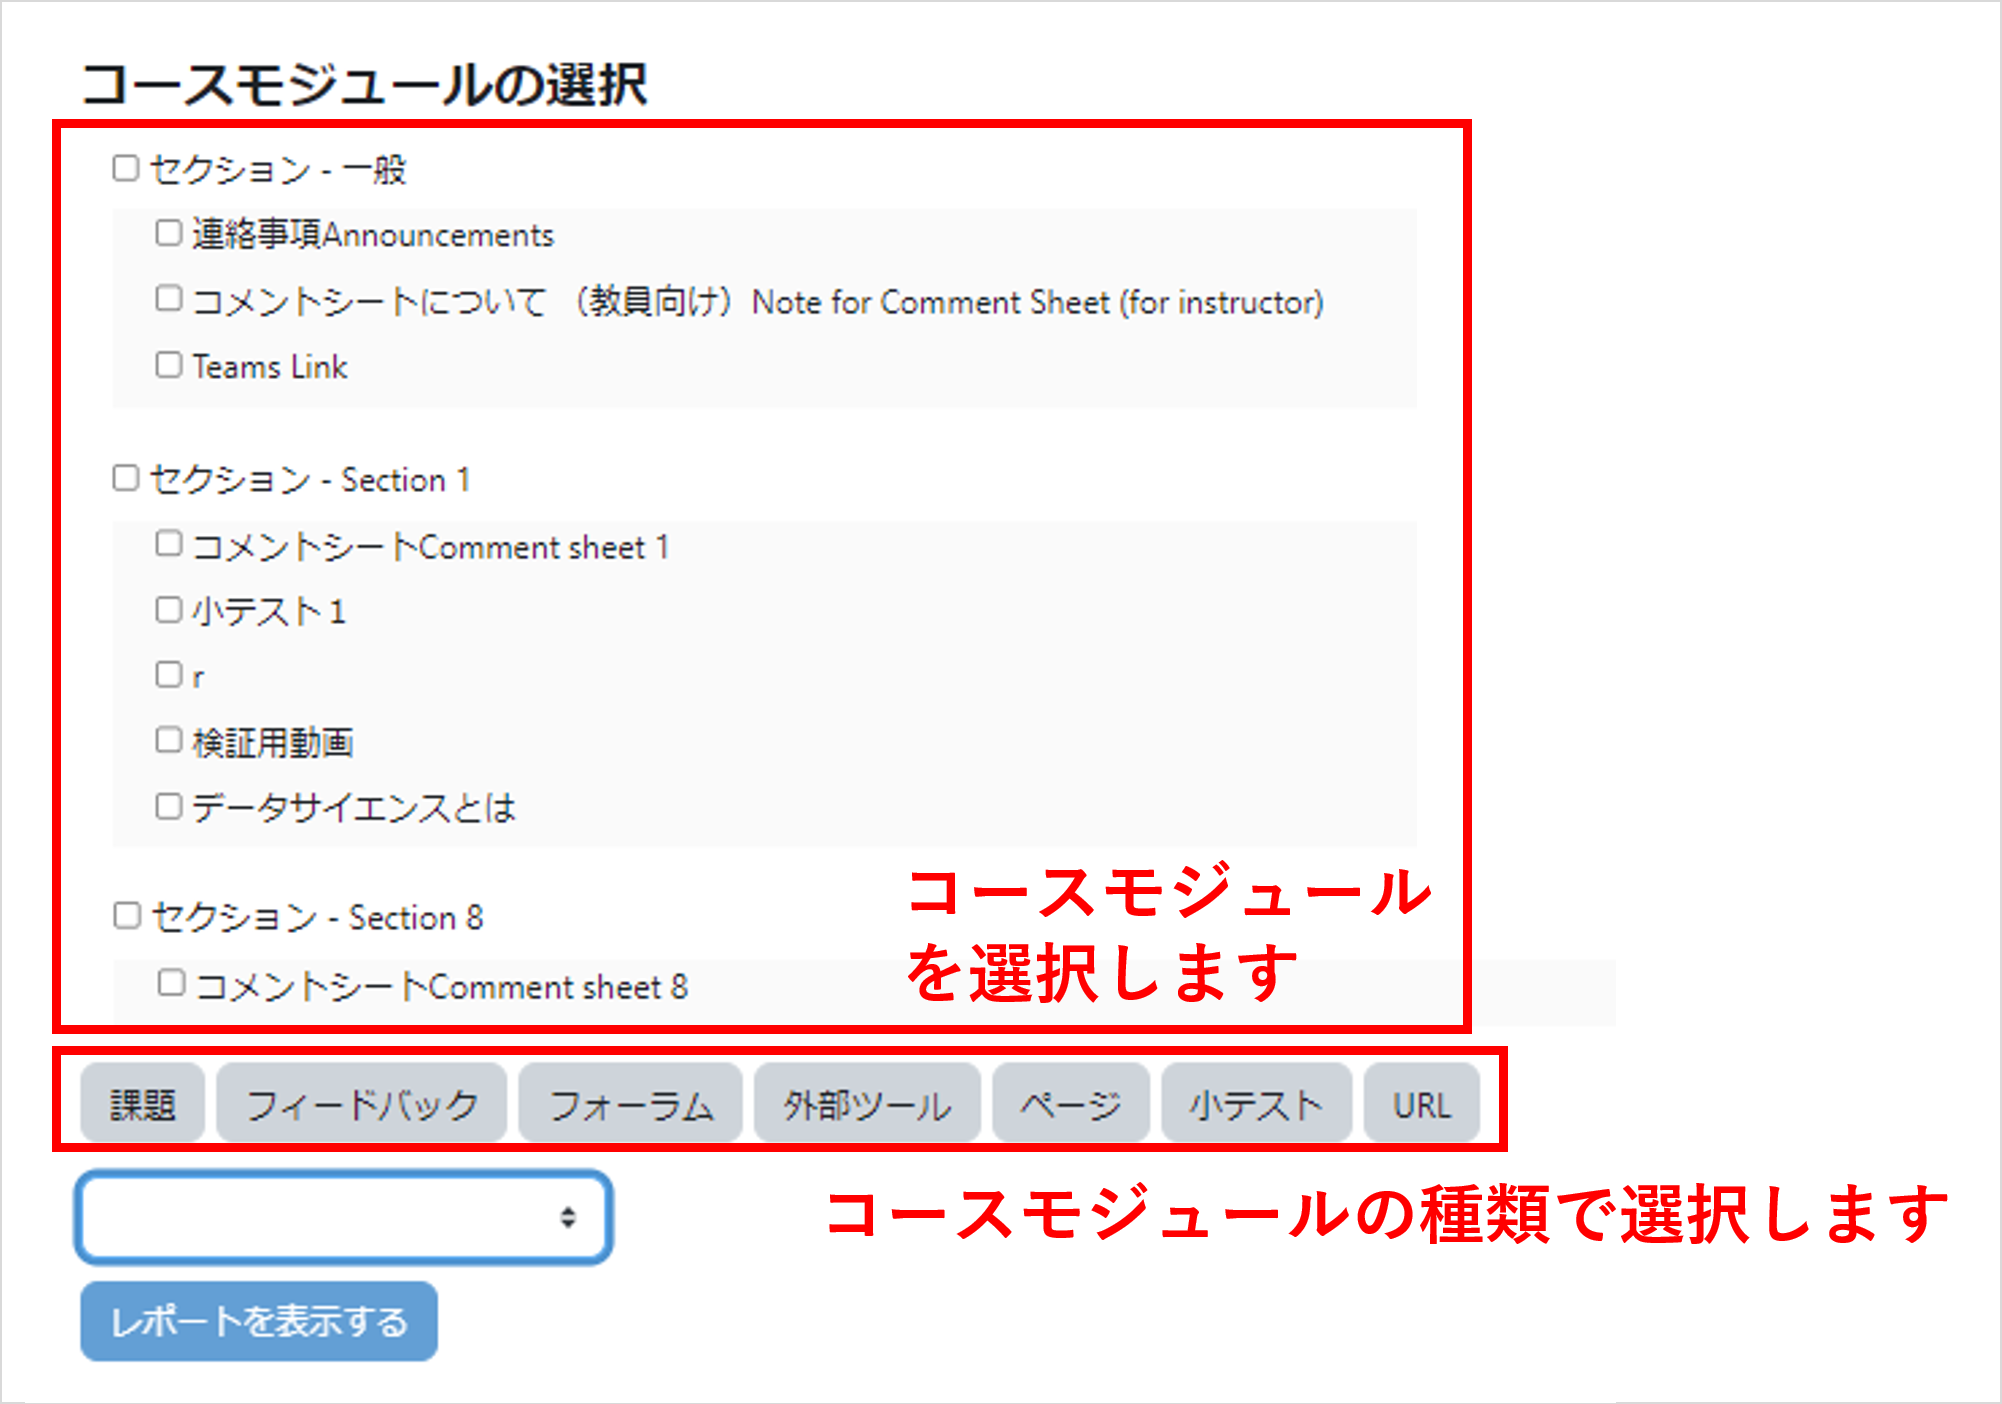 コースモジュールの選択
セクション - 一般
連絡事項Announcements
コメントシートについて （教員向け）Note for Comment Sheet (for instructor)
Teams Link
セクション - Section 1
コメントシートComment sheet 1
小テスト１
r
検証用動画
データサイエンスとは
セクション - Section 8
コメントシートComment sheet 8
コースモジュール
を選択します
課題 フィードバック フォーラム 外部ツール ページ 小テスト URL
コースモジュールの種類で選択します
レポートを表示する